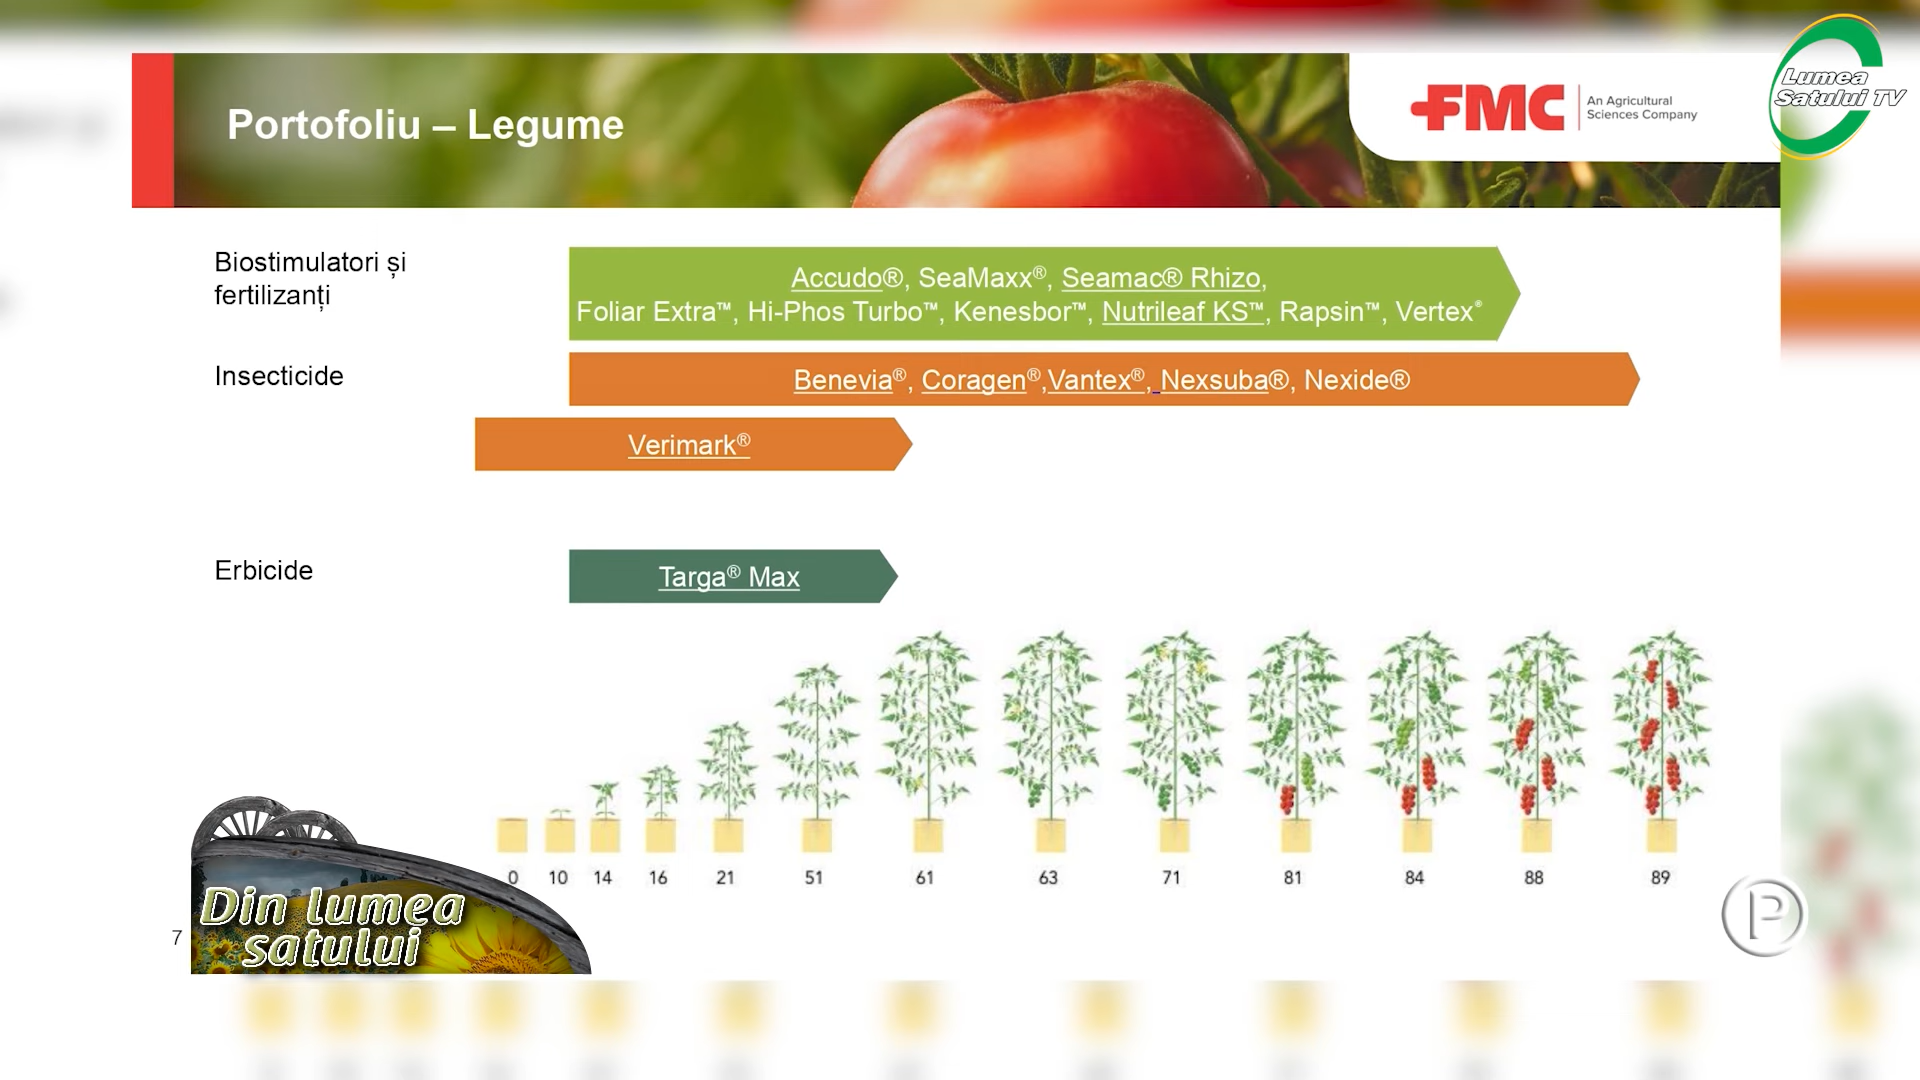 Lumea
Satului TV
Portofoliu – Legume
FMC
An Agricultural
Sciences Company
Biostimulatori și
fertilizanți
Accudo®, SeaMaxx®, Seamac® Rhizo,
Foliar Extra™, Hi-Phos Turbo™, Kenesbor™, Nutrileaf KS™, Rapsin™, Vertex®
Insecticide
Benevia®, Coragen®,Vantex®, Nexsuba®, Nexide®
Verimark®
Erbicide
Targa® Max
0 10 14 16 21 51 61 63 71 81 84 88 89
Din lumea
satului
7
P